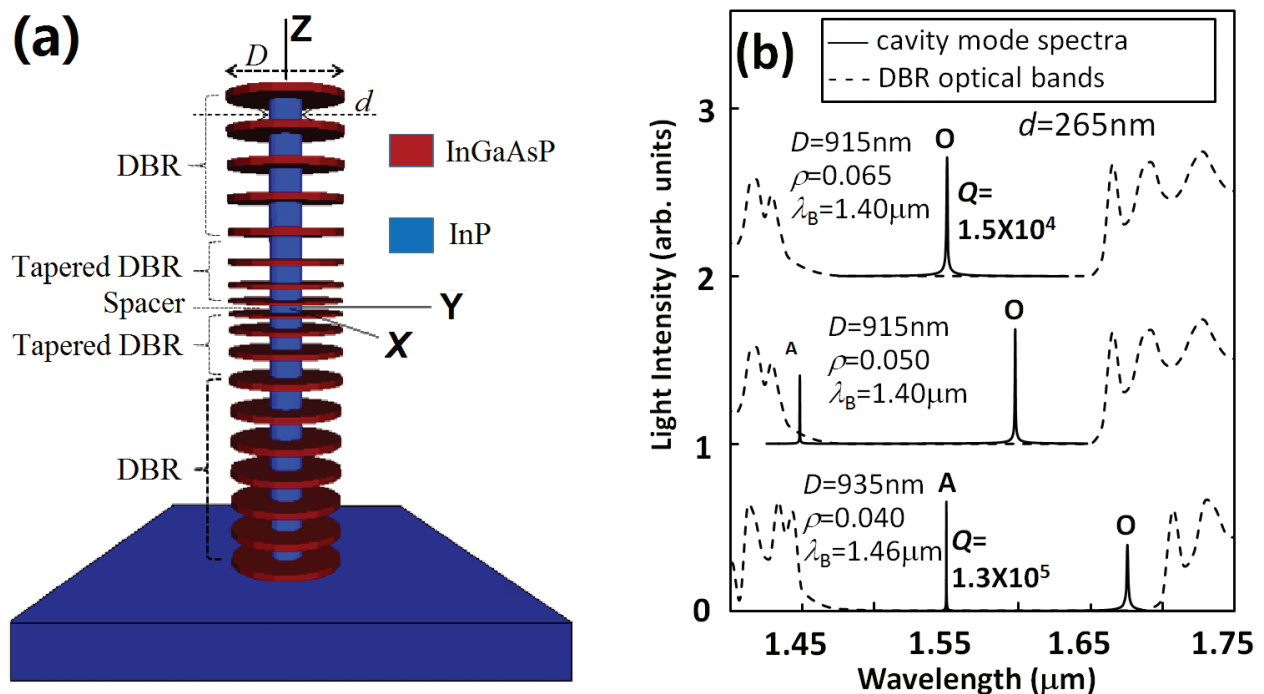 (a)
Z
D
d
DBR
InGaAsP
InP
Tapered DBR
Spacer
Y
X
Tapered DBR
DBR
(b)
cavity mode spectra
DBR optical bands
d=265nm
D=915nm
ρ=0.065
λB=1.40μm
O
Q=
1.5X10⁴
A
D=915nm
ρ=0.050
λB=1.40μm
O
D=935nm
ρ=0.040
λB=1.46μm
A
Q=
1.3X10⁵
O
Light Intensity (arb. units)
3
2
1
0
1.45 1.55 1.65 1.75
Wavelength (μm)